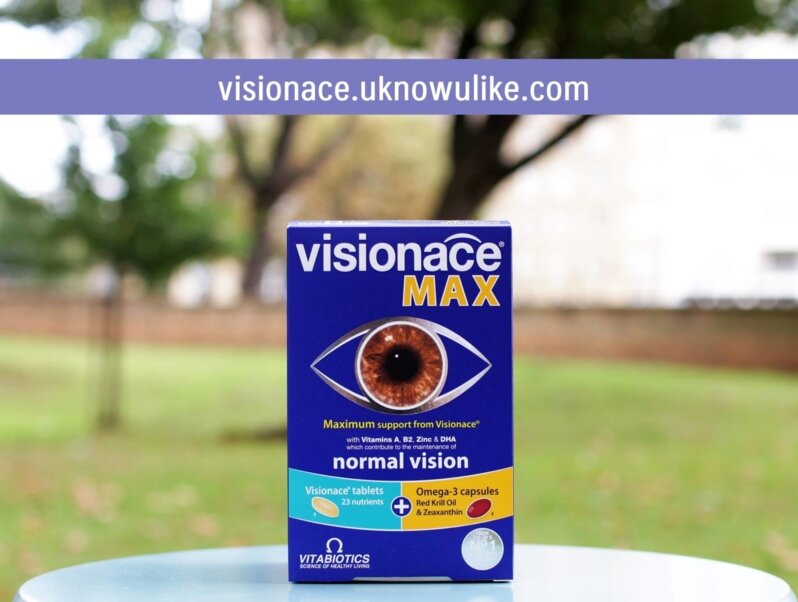 visionace.uknowulike.com
visionace®
MAX
Maximum support from Visionace®
with Vitamins A, B2, Zinc & DHA
which contribute to the maintenance of
normal vision
Visionace® tablets
23 nutrients
†
+
Omega-3 capsules
Red Krill Oil
& Zeaxanthin
†
VITABIOTICS
SCIENCE OF HEALTHY LIVING
Nº1